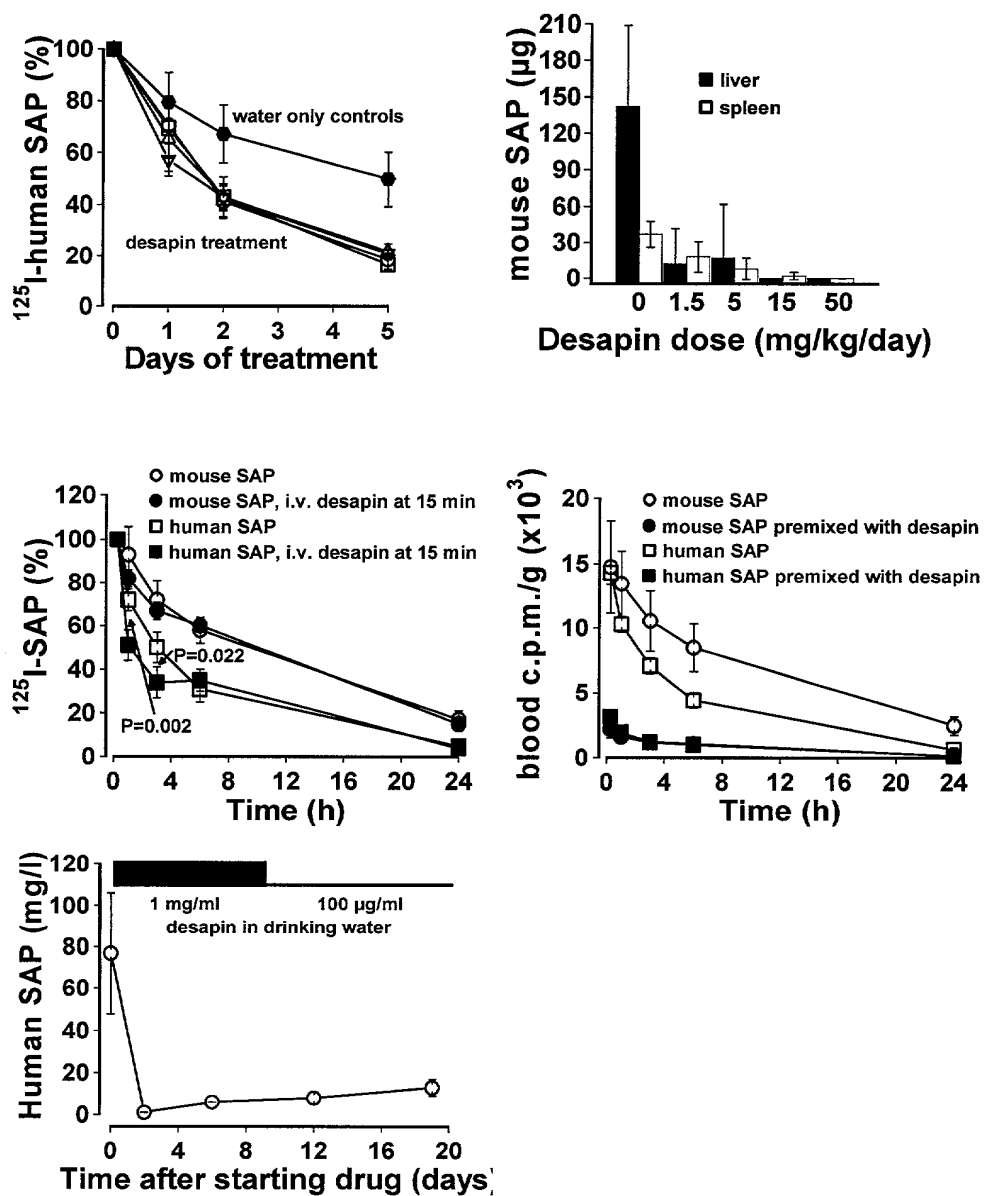 ¹²⁵I-human SAP (%)
100
80
60
40
20
0
water only controls
desapin treatment
0 1 2 3 4 5
Days of treatment
mouse SAP (µg)
210
180
150
120
90
60
30
0
liver
spleen
0 1.5 5 15 50
Desapin dose (mg/kg/day)
¹²⁵I-SAP (%)
120
100
80
60
40
20
0
mouse SAP
mouse SAP, i.v. desapin at 15 min
human SAP
human SAP, i.v. desapin at 15 min
P=0.022
P=0.002
0 4 8 12 16 20 24
Time (h)
blood c.p.m./g (x10³)
20
15
10
5
0
mouse SAP
mouse SAP premixed with desapin
human SAP
human SAP premixed with desapin
0 4 8 12 16 20 24
Time (h)
Human SAP (mg/l)
120
100
80
60
40
20
0
1 mg/ml 100 µg/ml
desapin in drinking water
0 4 8 12 16 20
Time after starting drug (days)